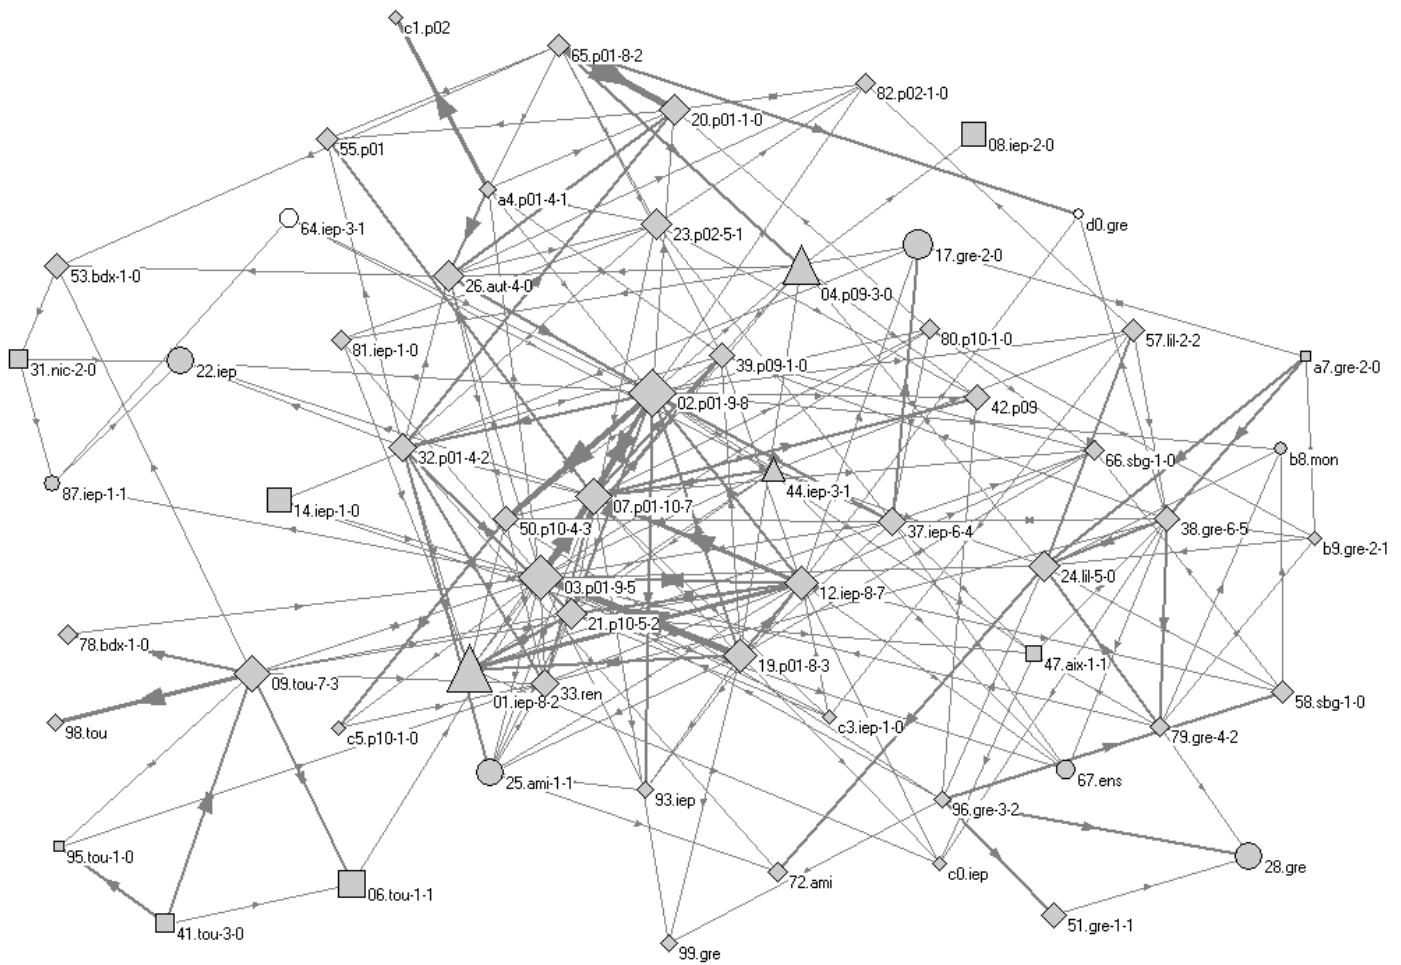 c1.p02
65.p01-8-2
82.p02-1-0
20.p01-1-0
08.iep-2-0
55.p01
a4.p01-4-1
64.iep-3-1
23.p02-5-1
d0.gre
17.gre-2-0
53.bdx-1-0
26.aut-4-0
04.p09-3-0
81.iep-1-0
80.p10-1-0
57.lil-2-2
31.nic-2-0
22.iep
39.p09-1-0
a7.gre-2-0
02.p01-9-8
42.p09
32.p01-4-2
66.sbg-1-0
b8.mon
87.iep-1-1
44.iep-3-1
14.iep-1-0
07.p01-10-7
50.p10-4-3
37.iep-6-4
38.gre-6-5
b9.gre-2-1
03.p01-9-5
12.iep-8-7
24.lil-5-0
21.p10-5-2
78.bdx-1-0
19.p01-8-3
47.aix-1-1
09.tou-7-3
01.iep-8-2
33.ren
58.sbg-1-0
98.tou
c5.p10-1-0
c3.iep-1-0
79.gre-4-2
25.ami-1-1
93.iep
67.ens
96.gre-3-2
95.tou-1-0
72.ami
c0.iep
28.gre
06.tou-1-1
41.tou-3-0
51.gre-1-1
99.gre